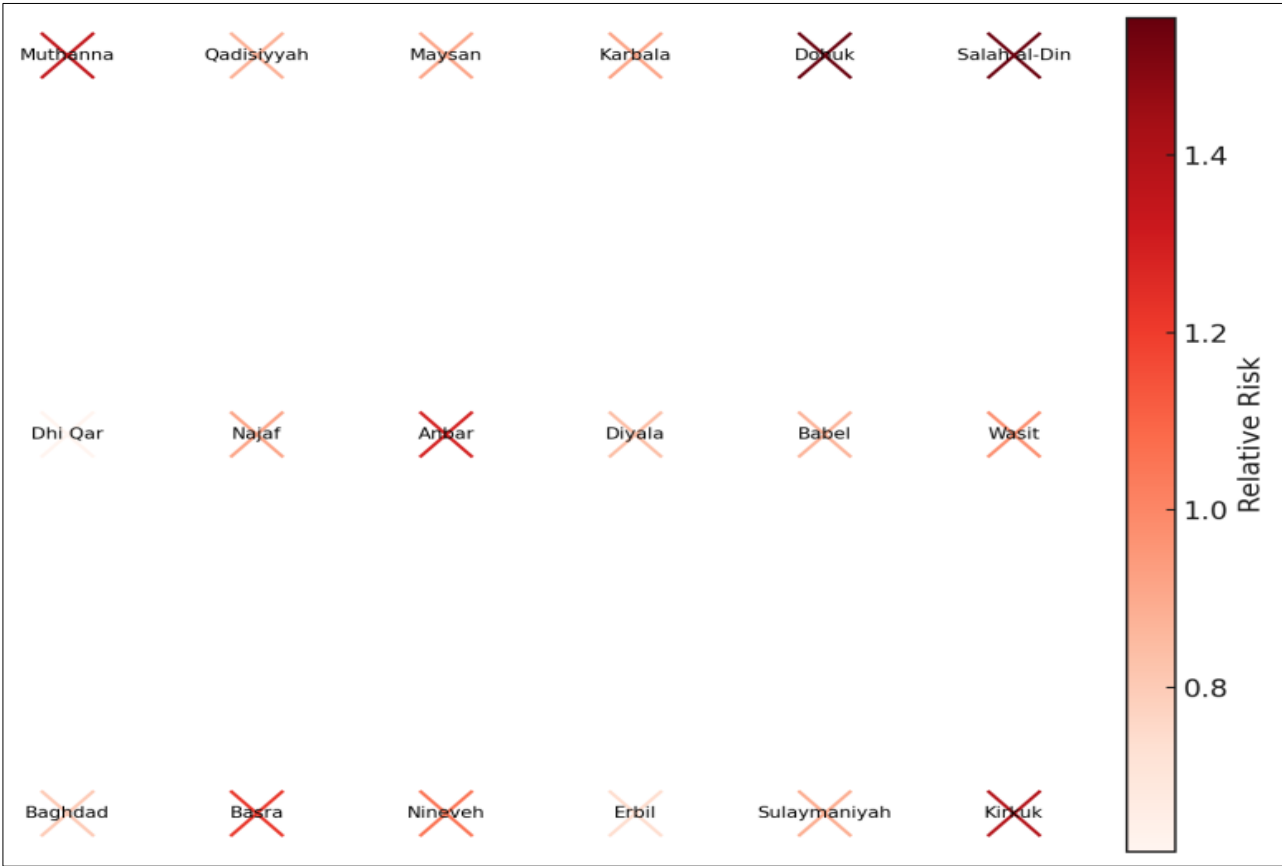 Muthanna Qadisiyyah Maysan Karbala Dohuk Salah al-Din
1.4
1.2
Dhi Qar Najaf Anbar Diyala Babel Wasit
1.0
Relative Risk
0.8
Baghdad Basra Nineveh Erbil Sulaymaniyah Kirkuk